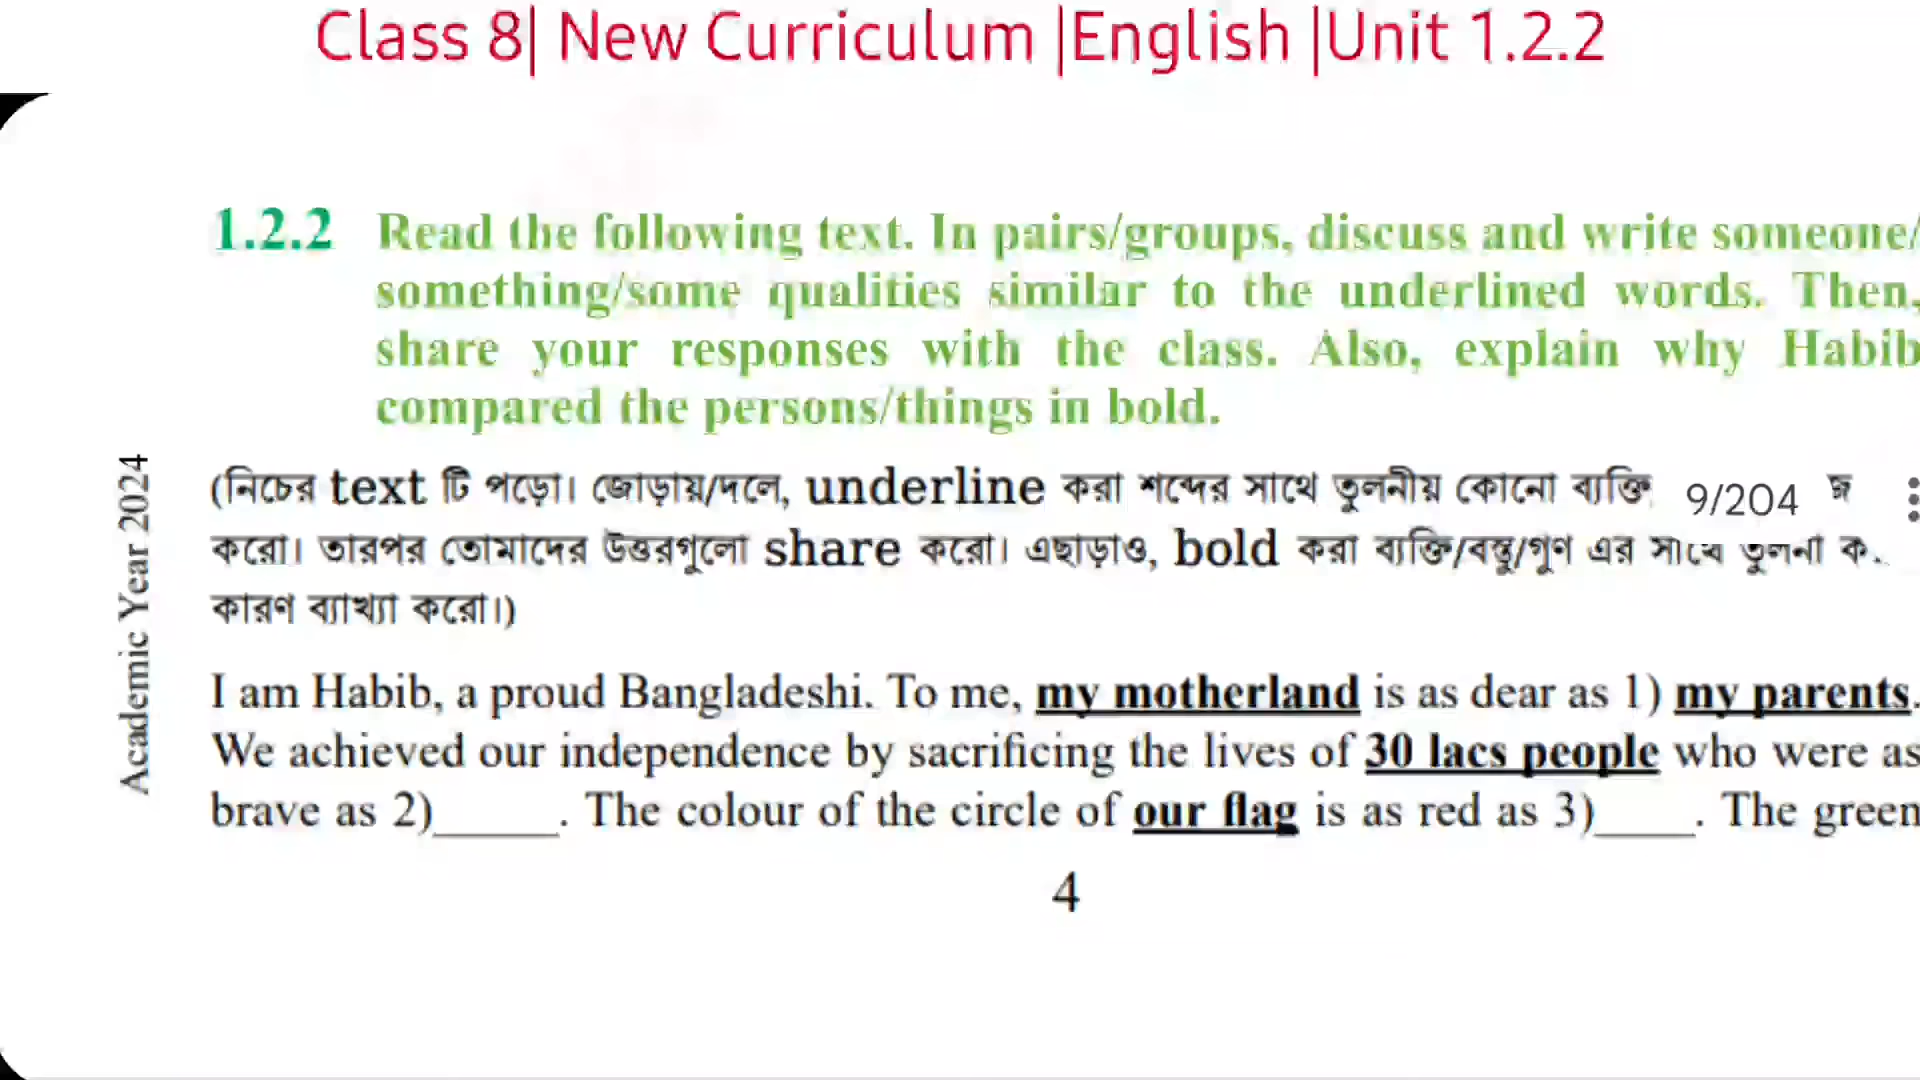 Class 8| New Curriculum |English |Unit 1.2.2
1.2.2 Read the following text. In pairs/groups, discuss and write someone/
something/some qualities similar to the underlined words. Then,
share your responses with the class. Also, explain why Habib
compared the persons/things in bold.
(নিচের text টি পড়ো। জোড়ায়/দলে, underline করা শব্দের সাথে তুলনীয় কোনো ব্যক্তি
9/204
করো। তারপর তোমাদের উত্তরগুলো share করো। এছাড়াও, bold করা ব্যক্তি/বস্তু/গুণ এর সাথে তুলনা
কারণ ব্যাখ্যা করো।)
Academic Year 2024
I am Habib, a proud Bangladeshi. To me, my motherland is as dear as 1) my parents.
We achieved our independence by sacrificing the lives of 30 lacs people who were as
brave as 2)_____. The colour of the circle of our flag is as red as 3)____. The green
4